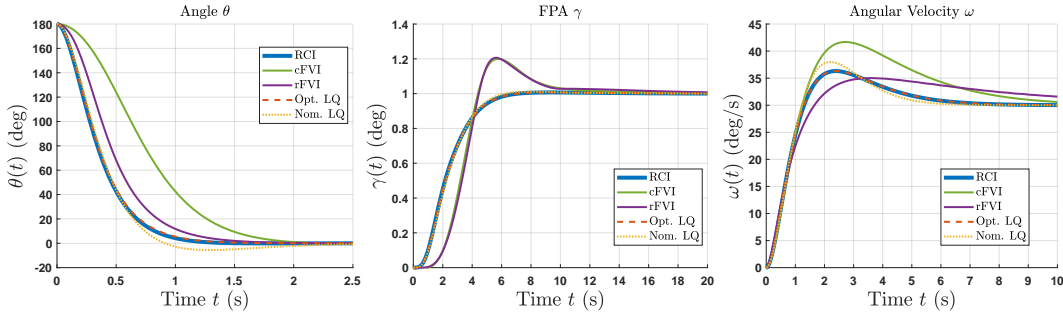 Angle θ
180
160
140
120
100
80
60
40
20
0
-20
θ(t) (deg)
0 0.5 1 1.5 2 2.5
Time t (s)
RCI
cFVI
rFVI
Opt. LQ
Nom. LQ
FPA γ
1.4
1.2
1
0.8
0.6
0.4
0.2
0
γ(t) (deg)
0 2 4 6 8 10 12 14 16 18 20
Time t (s)
RCI
cFVI
rFVI
Opt. LQ
Nom. LQ
Angular Velocity ω
45
40
35
30
25
20
15
10
5
0
ω(t) (deg/s)
0 1 2 3 4 5 6 7 8 9 10
Time t (s)
RCI
cFVI
rFVI
Opt. LQ
Nom. LQ